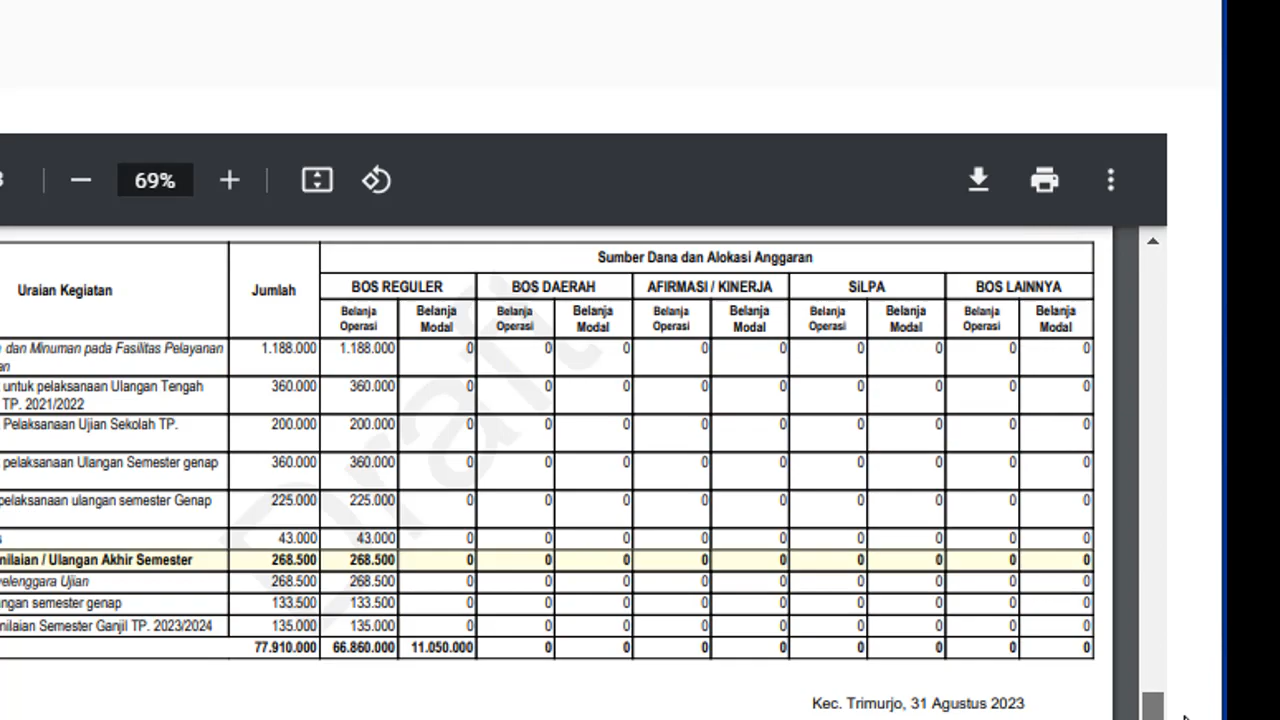 69%
Sumber Dana dan Alokasi Anggaran
Uraian Kegiatan Jumlah BOS REGULER BOS DAERAH AFIRMASI / KINERJA SiLPA BOS LAINNYA
Belanja Operasi Belanja Modal Belanja Operasi Belanja Modal Belanja Operasi Belanja Modal Belanja Operasi Belanja Modal Belanja Operasi Belanja Modal
dan Minuman pada Fasilitas Pelayanan 1.188.000 1.188.000 0 0 0 0 0 0 0 0 0
an
untuk pelaksanaan Ulangan Tengah 360.000 360.000 0 0 0 0 0 0 0 0 0
TP. 2021/2022
Pelaksanaan Ujian Sekolah TP. 200.000 200.000 0 0 0 0 0 0 0 0 0
pelaksanaan Ulangan Semester genap 360.000 360.000 0 0 0 0 0 0 0 0 0
pelaksanaan ulangan semester Genap 225.000 225.000 0 0 0 0 0 0 0 0 0
s 43.000 43.000 0 0 0 0 0 0 0 0 0
nilaian / Ulangan Akhir Semester 268.500 268.500 0 0 0 0 0 0 0 0 0
yelenggara Ujian 268.500 268.500 0 0 0 0 0 0 0 0 0
ngan semester genap 133.500 133.500 0 0 0 0 0 0 0 0 0
nilaian Semester Ganjil TP. 2023/2024 135.000 135.000 0 0 0 0 0 0 0 0 0
77.910.000 66.860.000 11.050.000 0 0 0 0 0 0 0 0
Kec. Trimurjo, 31 Agustus 2023
Draft